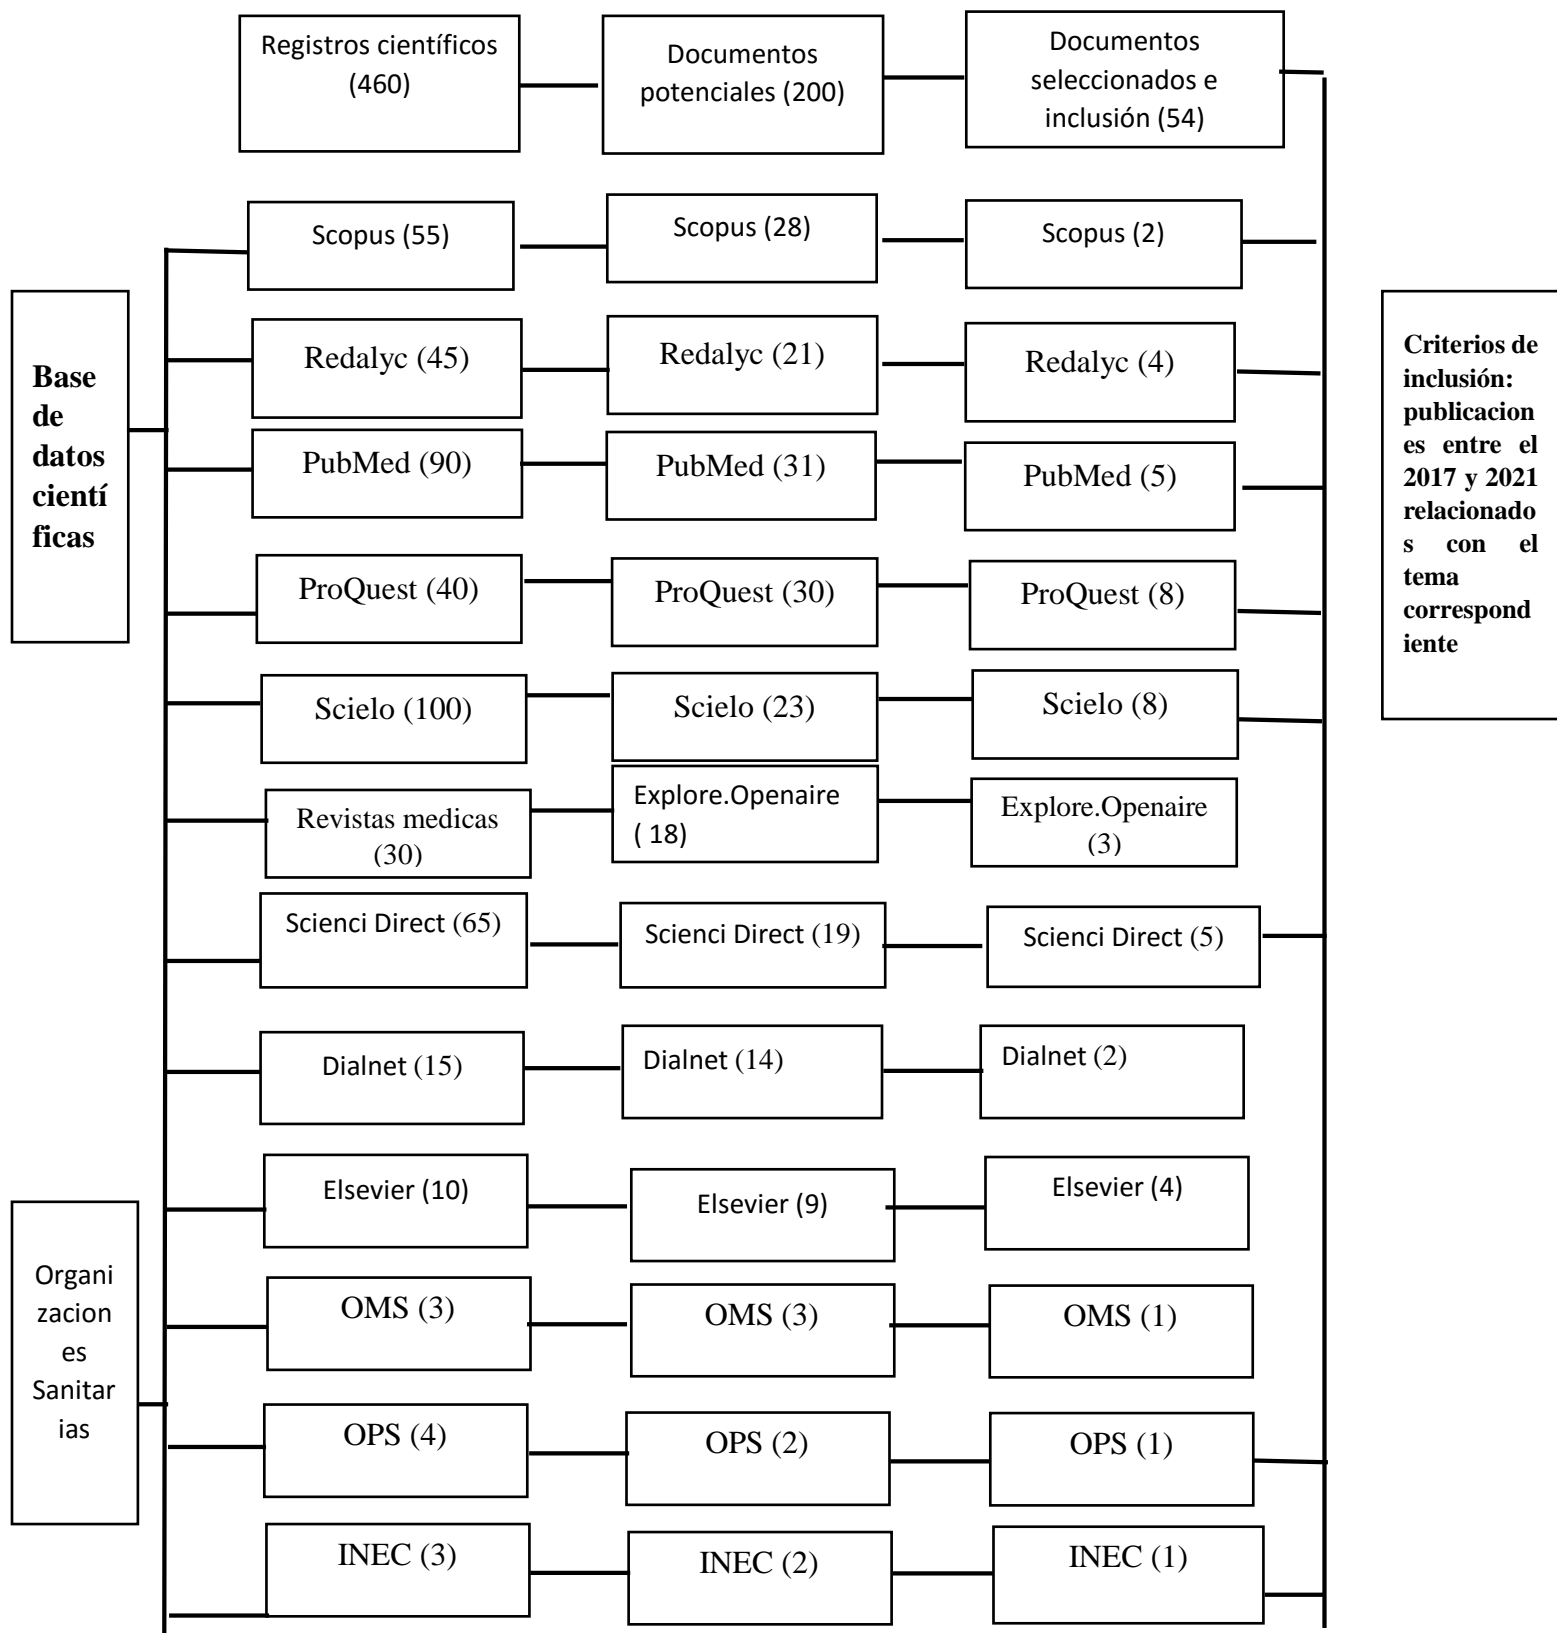 Registros científicos
(460)
Documentos
potenciales (200)
Documentos
seleccionados e
inclusión (54)
Scopus (55)
Scopus (28)
Scopus (2)
Base
de
datos
cientí
ficas
Redalyc (45)
Redalyc (21)
Redalyc (4)
Criterios de
inclusión:
publicacion
es entre el
2017 y 2021
relacionado
s con el
tema
correspond
iente
PubMed (90)
PubMed (31)
PubMed (5)
ProQuest (40)
ProQuest (30)
ProQuest (8)
Scielo (100)
Scielo (23)
Scielo (8)
Revistas medicas
(30)
Explore.Openaire
( 18)
Explore.Openaire
(3)
Scienci Direct (65)
Scienci Direct (19)
Scienci Direct (5)
Dialnet (15)
Dialnet (14)
Dialnet (2)
Elsevier (10)
Elsevier (9)
Elsevier (4)
Organi
zacion
es
Sanitar
ias
OMS (3)
OMS (3)
OMS (1)
OPS (4)
OPS (2)
OPS (1)
INEC (3)
INEC (2)
INEC (1)